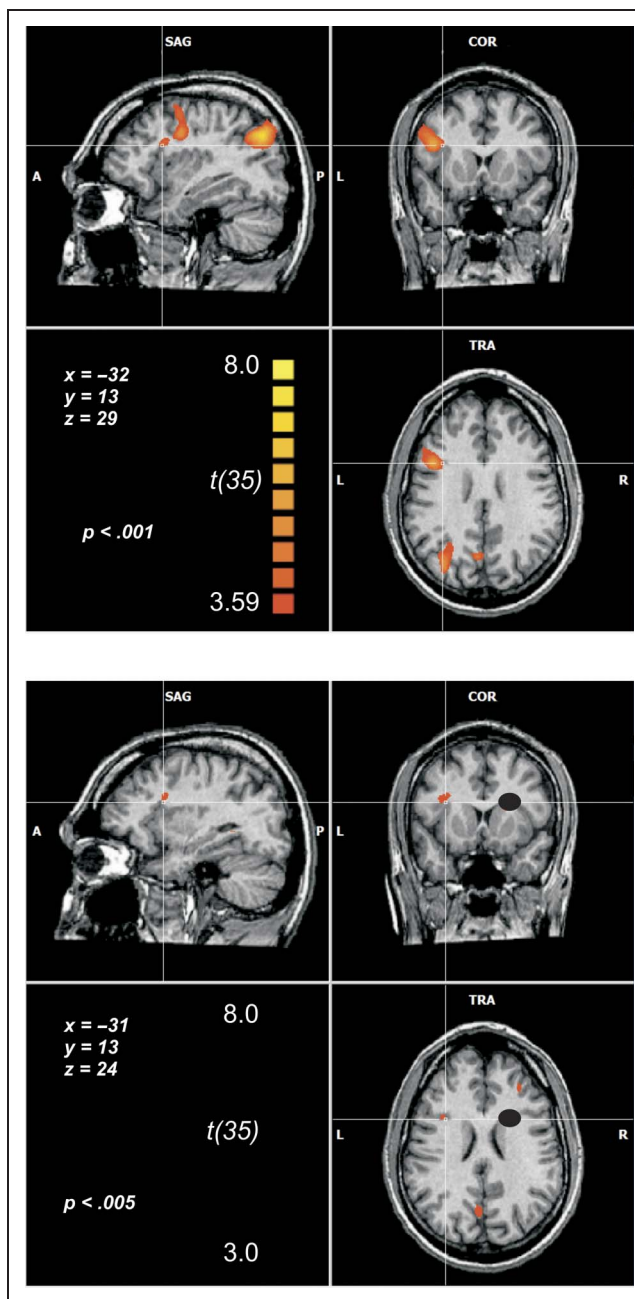 SAG
COR
A
P
L
x = –32
y = 13
z = 29
8.0
t(35)
p < .001
3.59
TRA
L
R
SAG
COR
A
P
L
x = –31
y = 13
z = 24
8.0
t(35)
p < .005
3.0
TRA
L
R